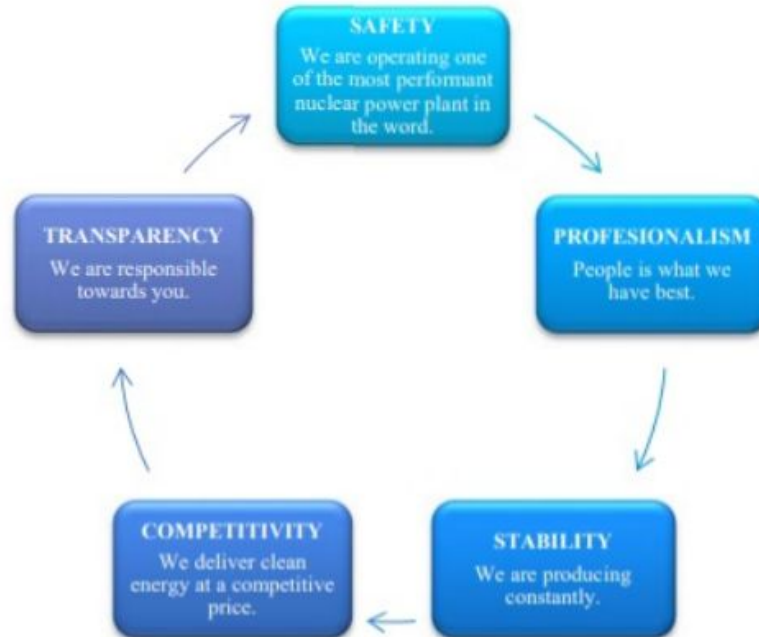 SAFETY
We are operating one
of the most performant
nuclear power plant in
the word.
PROFESIONALISM
People is what we
have best.
STABILITY
We are producing
constantly.
COMPETITIVITY
We deliver clean
energy at a competitive
price.
TRANSPARENCY
We are responsible
towards you.